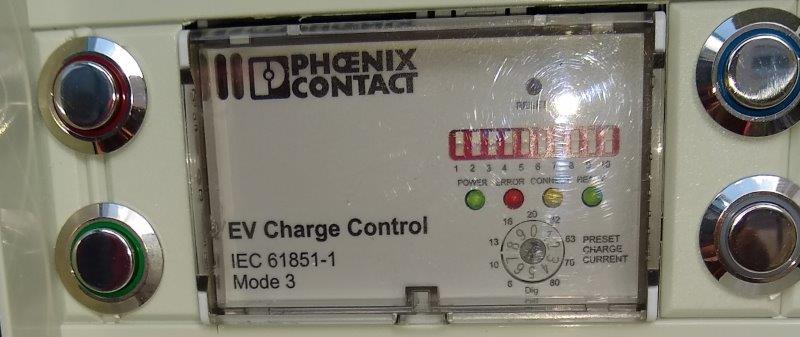 PHŒNIX
CONTACT
1 2 3 4 5 6 7 8 9 10
POWER ERROR CONNECT READY
EV Charge Control
IEC 61851-1
Mode 3
20
16 32
13 63
10 70
6 80
Dig
PRESET
CHARGE
CURRENT